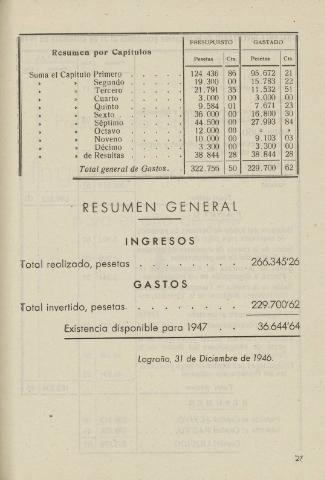 PRESUPUESTO GASTADO
Resumen por Capítulos Pesetas Cts. Pesetas Cts.
Suma el Capítulo Primero . . . . . 124.436 86 95.672 21
» » Segundo . . . . . 19.300 00 15.783 22
» » Tercero . . . . . 21.791 35 11.532 51
» » Cuarto . . . . . 3.000 00 3.000 00
» » Quinto . . . . . 9.584 01 7.671 23
» » Sexto . . . . . 36.000 00 16.800 30
» » Séptimo . . . . . 44.500 00 27.993 84
» » Octavo . . . . . 12.000 00 » »
» » Noveno . . . . . 10.000 00 9.103 03
» » Décimo . . . . . 3.300 00 3.300 00
» » de Resultas . . . . 38.844 28 38.844 28
Total general de Gastos. . 322.756 50 229.700 62
RESUMEN GENERAL
INGRESOS
Total realizado, pesetas . . . . . . . . 266.345'26
GASTOS
Total invertido, pesetas. . . . . . . . 229.700'62
Existencia disponible para 1947 . . 36.644'64
Logroño, 31 de Diciembre de 1946.